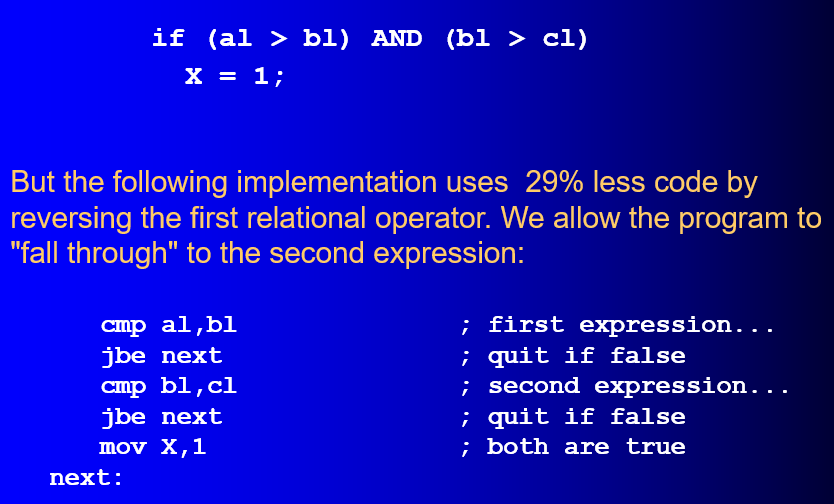 if (al > bl) AND (bl > cl)
X = 1;
But the following implementation uses 29% less code by
reversing the first relational operator. We allow the program to
"fall through" to the second expression:
cmp al,bl ; first expression...
jbe next ; quit if false
cmp bl,cl ; second expression...
jbe next ; quit if false
mov X,1 ; both are true
next: